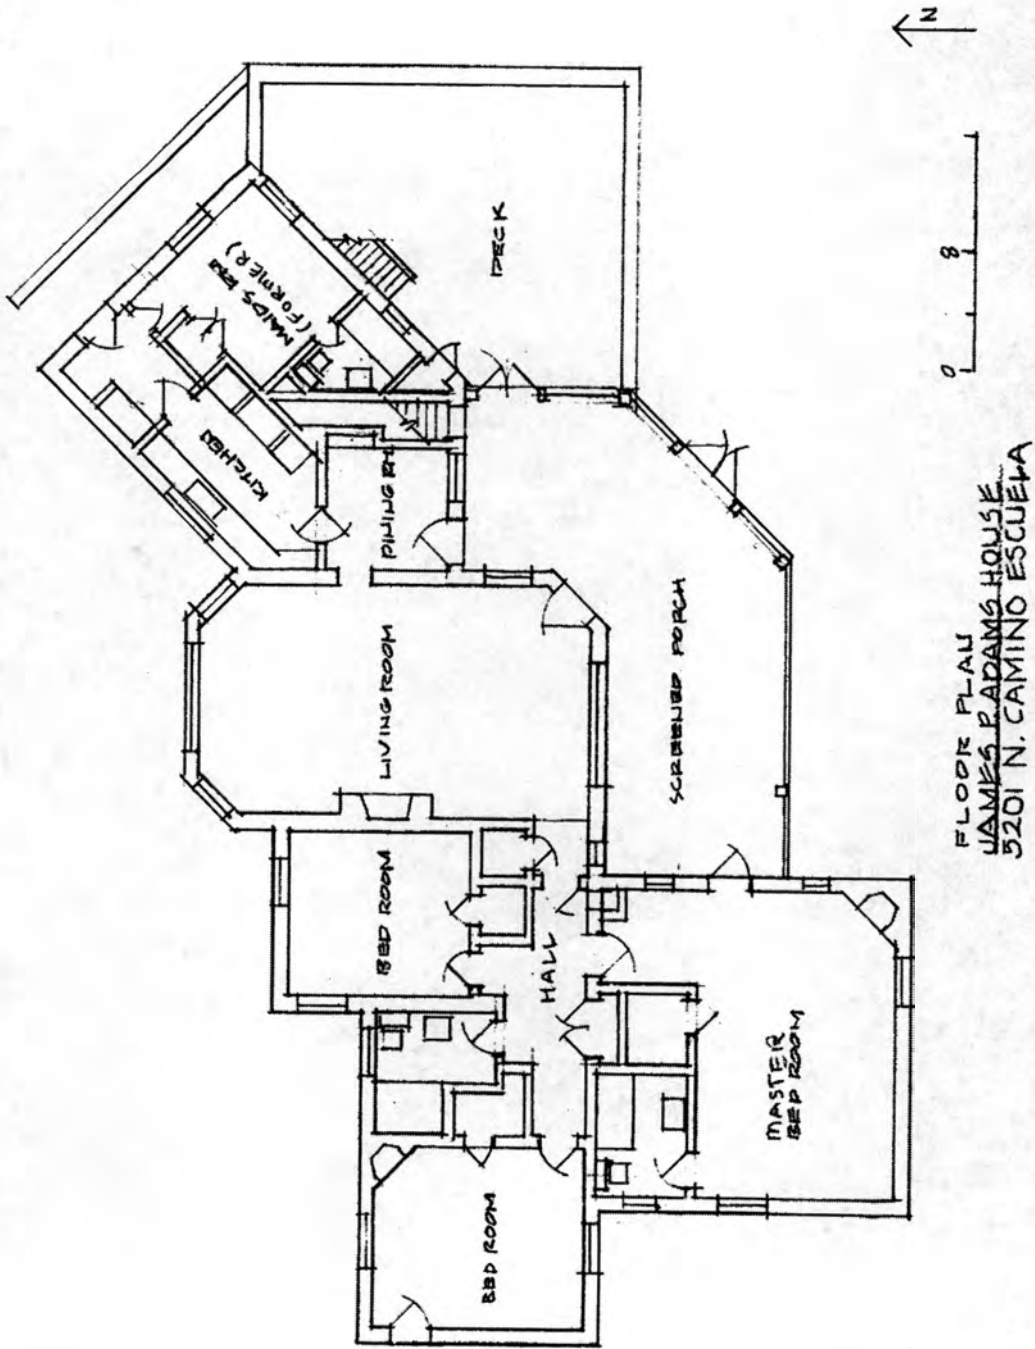 N
DECK
MAIDS RM
(FORMER)
KITCHEN
DINING RM
LIVING ROOM
SCREENED PORCH
BED ROOM
HALL
MASTER
BED ROOM
BED ROOM
0 8
FLOOR PLAN
JAMES P. ADAMS HOUSE
5201 N. CAMINO ESCUELA